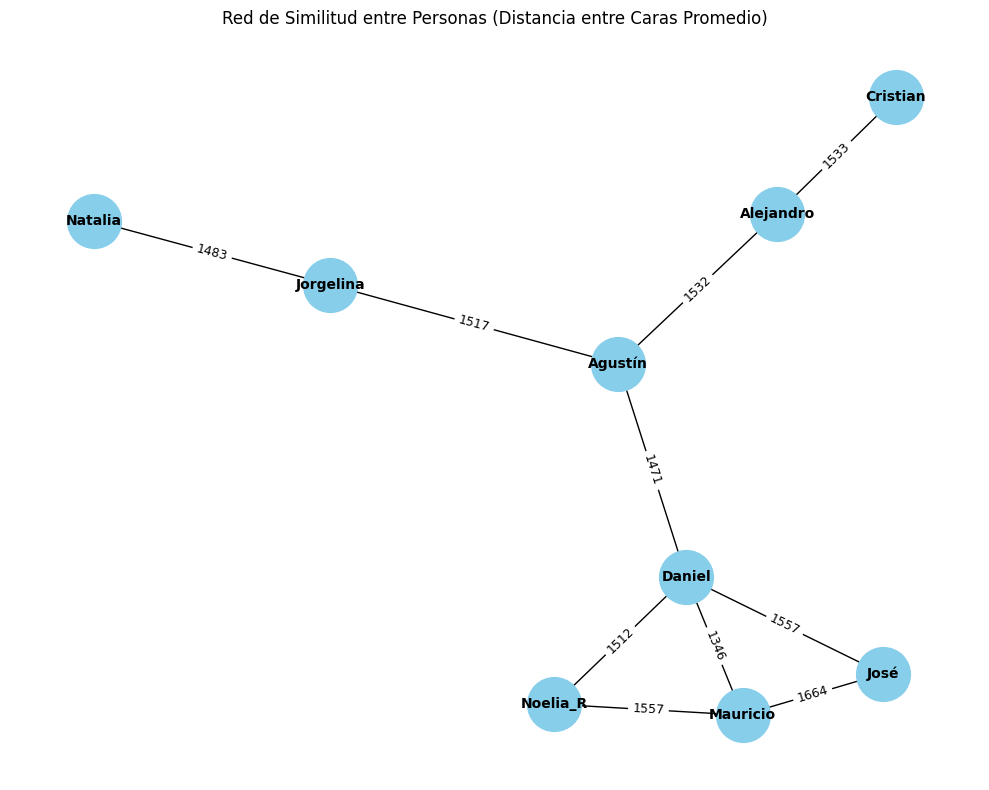 Red de Similitud entre Personas (Distancia entre Caras Promedio)
Cristian
1533
Alejandro
Natalia
1483
Jorgelina
1532
1517
Agustín
1471
Daniel
1557
1512
1346
José
1664
Noelia_R
1557
Mauricio